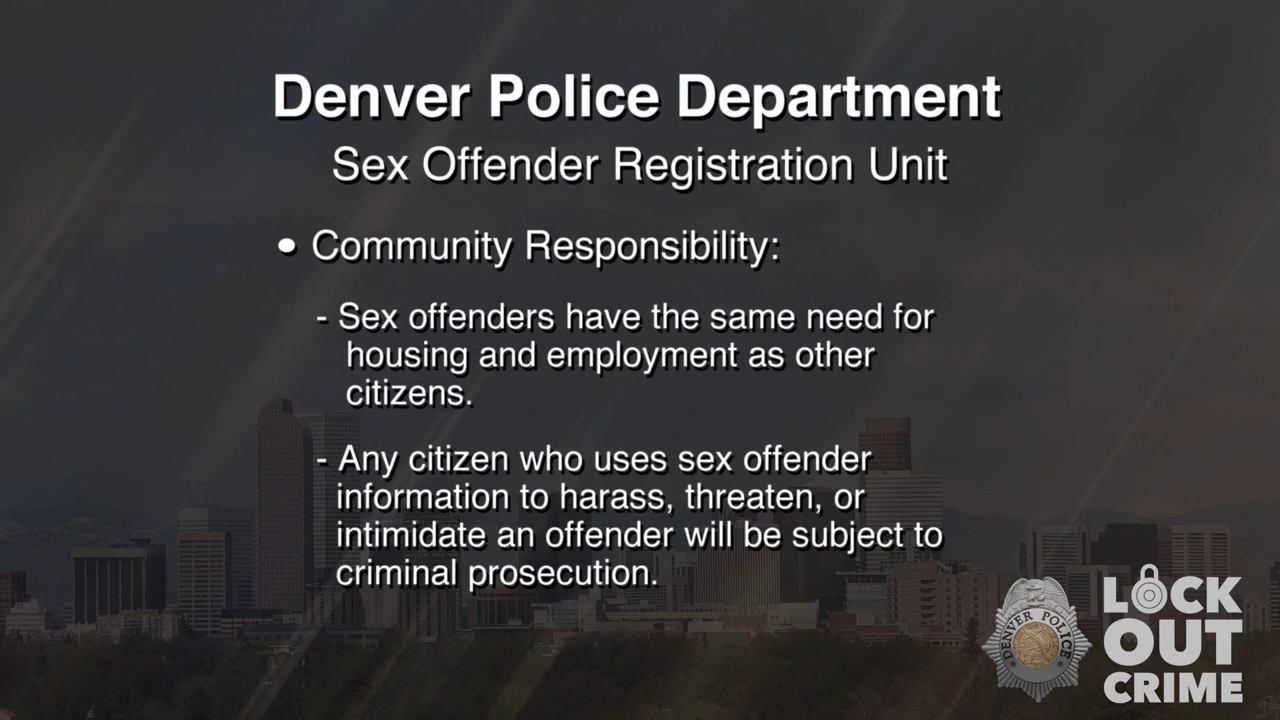 Denver Police Department
Sex Offender Registration Unit
• Community Responsibility:
- Sex offenders have the same need for
housing and employment as other
citizens.
- Any citizen who uses sex offender
information to harass, threaten, or
intimidate an offender will be subject to
criminal prosecution.
DENVER POLICE
LOCK
OUT
CRIME